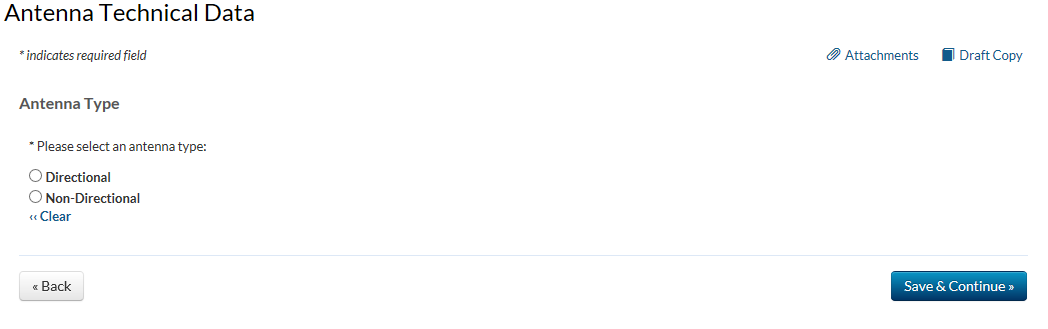 Antenna Technical Data
* indicates required field
Attachments
Draft Copy
Antenna Type
* Please select an antenna type:
Directional
Non-Directional
‹‹ Clear
« Back
Save & Continue »